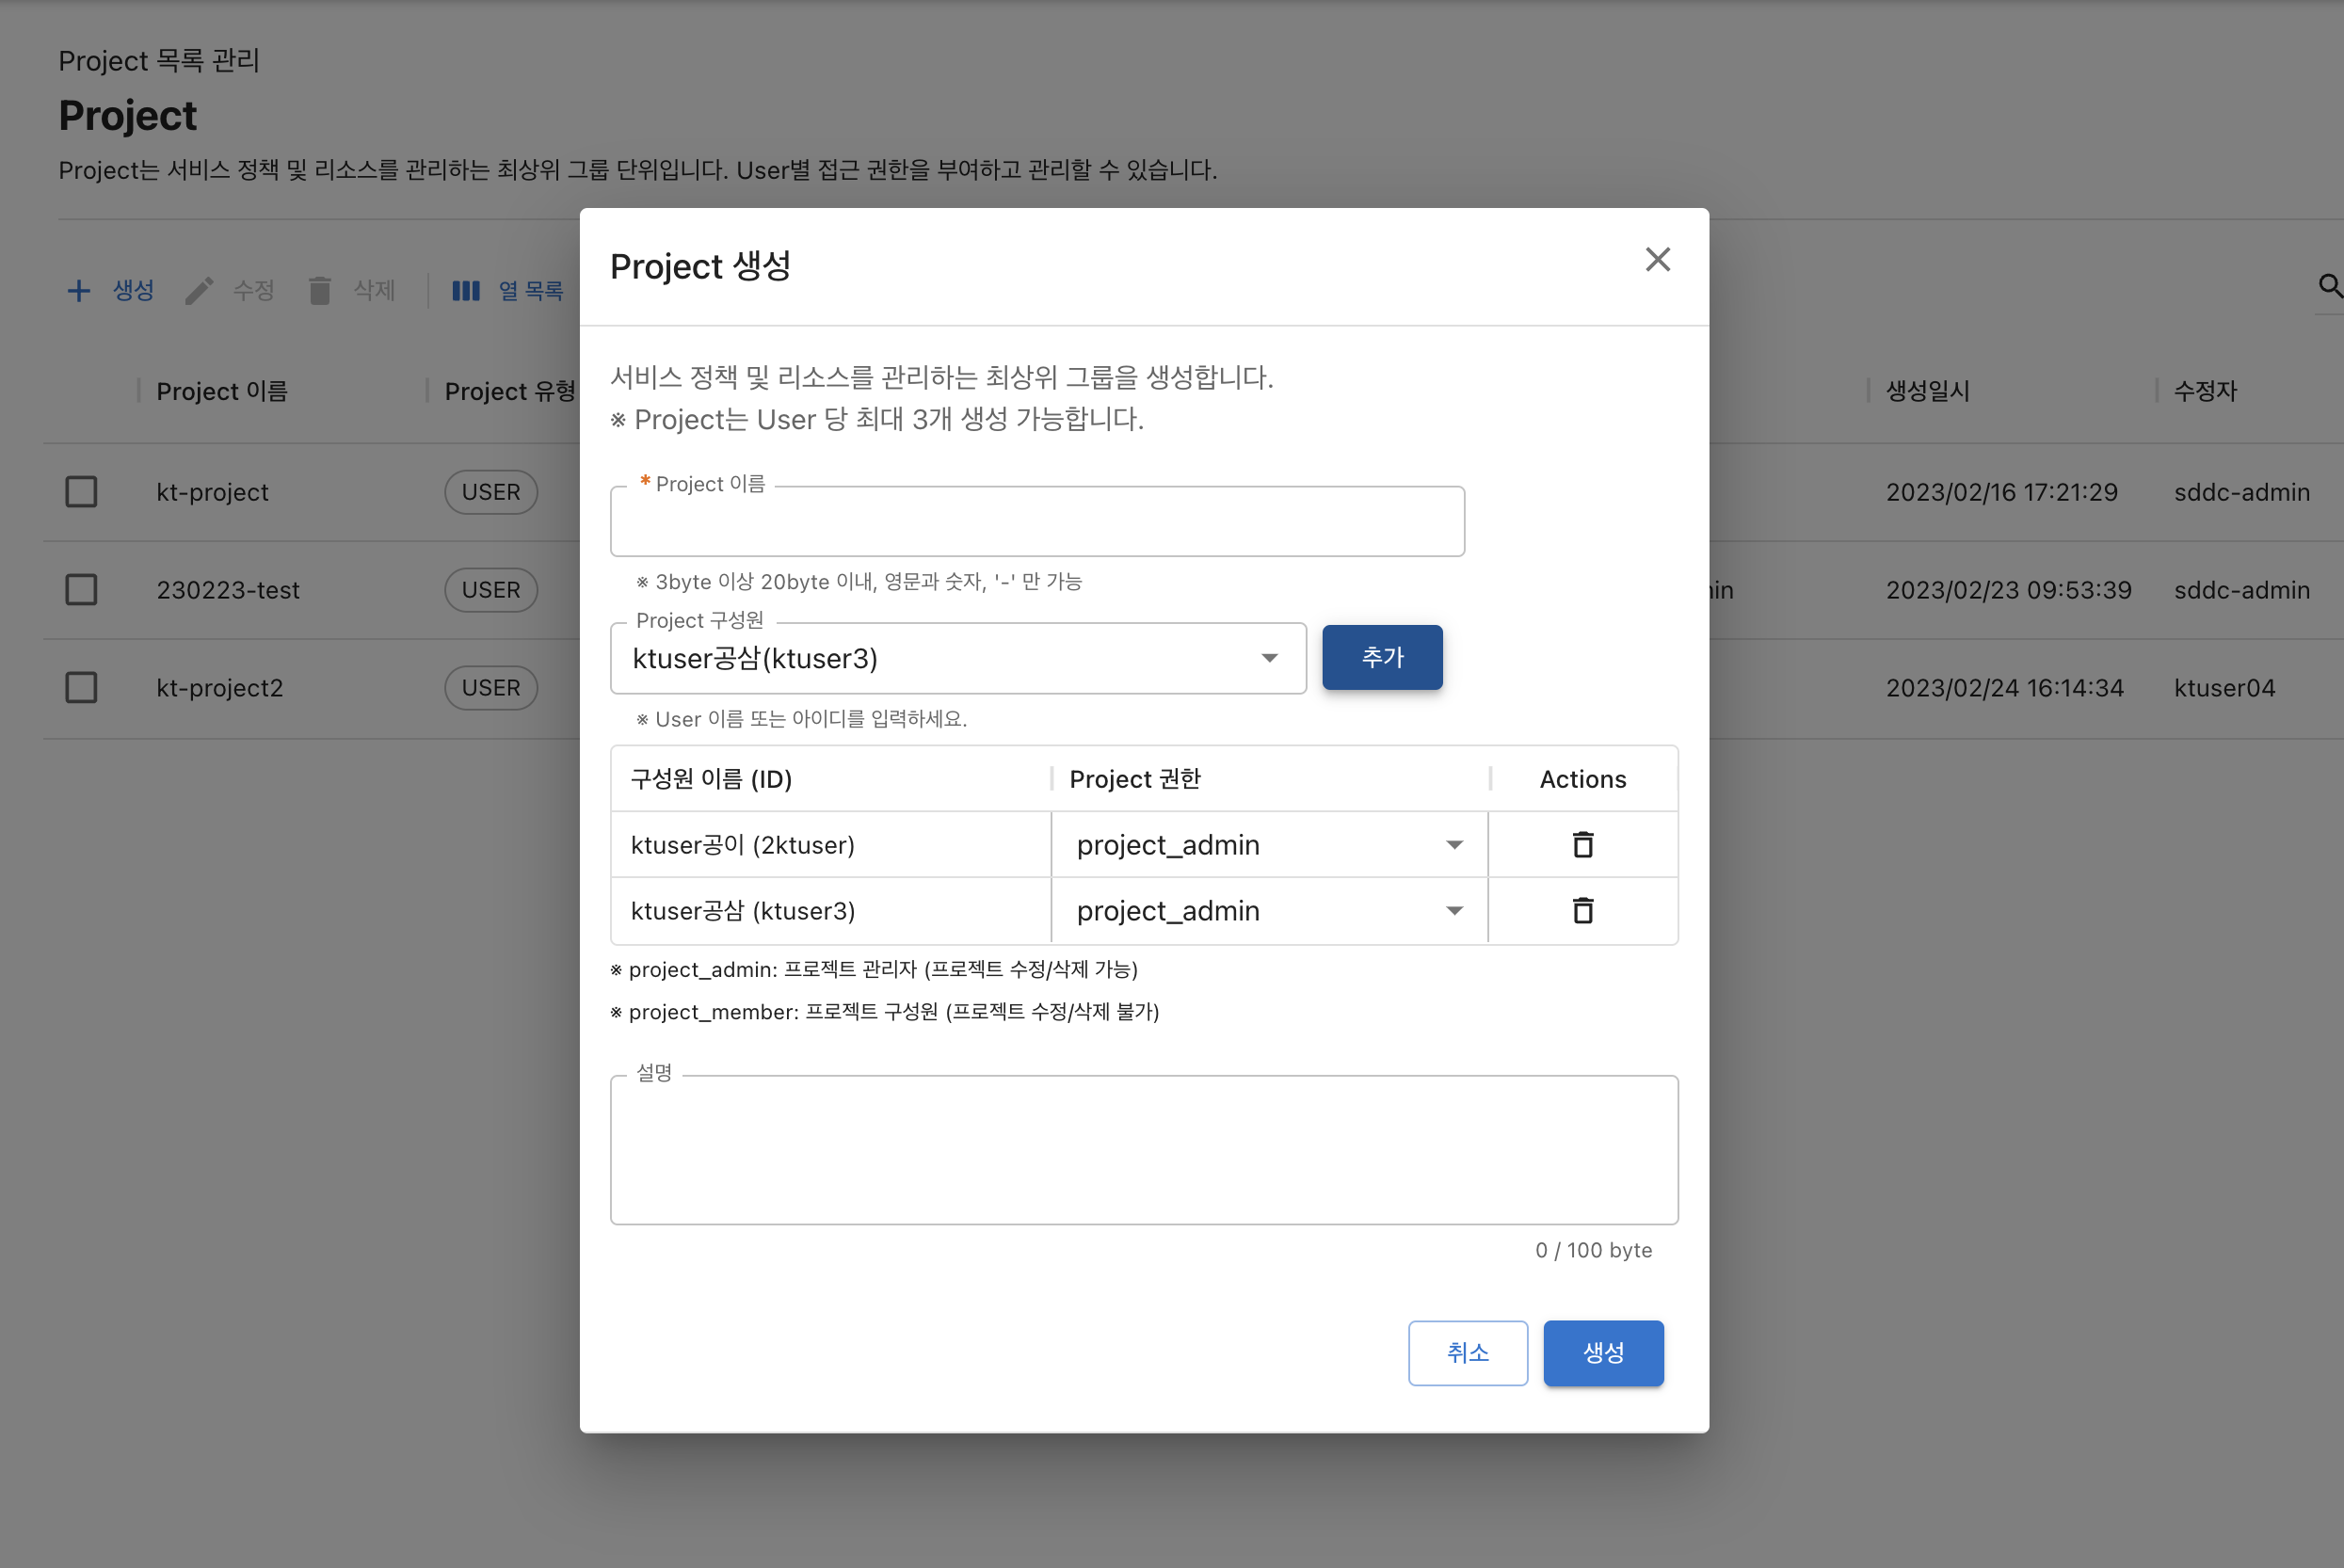 Project 목록 관리
Project
Project는 서비스 정책 및 리소스를 관리하는 최상위 그룹 단위입니다. User별 접근 권한을 부여하고 관리할 수 있습니다.
생성 수정 삭제 열 목록
Project 이름 Project 유형 생성일시 수정자
kt-project USER 2023/02/16 17:21:29 sddc-admin
230223-test USER 2023/02/23 09:53:39 sddc-admin
kt-project2 USER 2023/02/24 16:14:34 ktuser04
Project 생성
서비스 정책 및 리소스를 관리하는 최상위 그룹을 생성합니다.
※ Project는 User 당 최대 3개 생성 가능합니다.
* Project 이름
※ 3byte 이상 20byte 이내, 영문과 숫자, '-' 만 가능
Project 구성원
ktuser공삼(ktuser3) 추가
※ User 이름 또는 아이디를 입력하세요.
구성원 이름 (ID) Project 권한 Actions
ktuser공이 (2ktuser) project_admin
ktuser공삼 (ktuser3) project_admin
※ project_admin: 프로젝트 관리자 (프로젝트 수정/삭제 가능)
※ project_member: 프로젝트 구성원 (프로젝트 수정/삭제 불가)
설명
0 / 100 byte
취소 생성